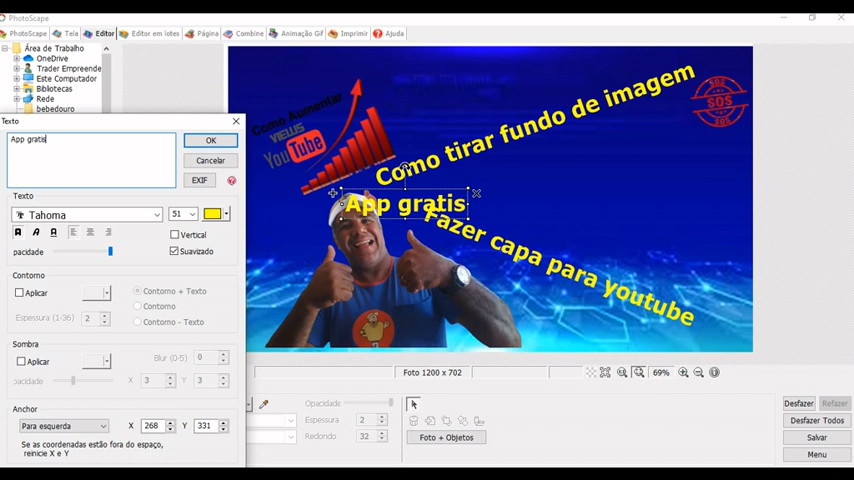 PhotoScape
PhotoScape
Tela
Editor
Editor em lotes
Página
Combine
Animação Gif
Imprimir
Ajuda
Área de Trabalho
OneDrive
Trader Empreende
Este Computador
Bibliotecas
Rede
bebedouro
Texto
App gratis
OK
Cancelar
EXIF
Texto
Tahoma
51
A A A
Vertical
pacidade
Suavizado
Contorno
Aplicar
Contorno + Texto
Contorno
Espessura (1-36) 2
Contorno - Texto
Sombra
Aplicar
Blur (0-5) 0
pacidade
X 3 Y 3
Anchor
Para esquerda
X 268 Y 331
Se as coordenadas estão fora do espaço,
reinicie X e Y
Como Aumentar
VIEWS
YouTube
Como tirar fundo de imagem
SOS
SOS
App gratis
Fazer capa para youtube
Foto 1200 x 702
69%
Opacidade
Espessura 2
Redondo 32
Foto + Objetos
Desfazer
Refazer
Desfazer Todos
Salvar
Menu